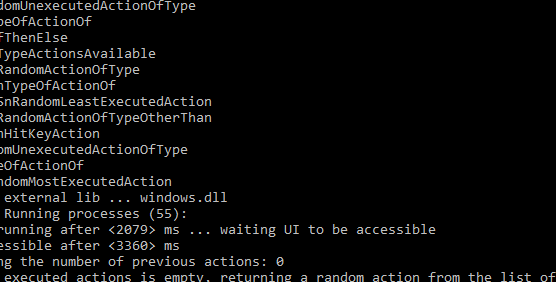 domUnexecutedActionOfType
peOfActionOf
fThenElse
TypeActionsAvailable
RandomActionOfType
nTypeOfActionOf
SnRandomLeastExecutedAction
RandomActionOfTypeOtherThan
nHitKeyAction
omUnexecutedActionOfType
eOfActionOf
ndomMostExecutedAction
external lib ... windows.dll
Running processes (55):
running after <2079> ms ... waiting UI to be accessible
essible after <3360> ms
ng the number of previous actions: 0
executed actions is empty, returning a random action from the list of